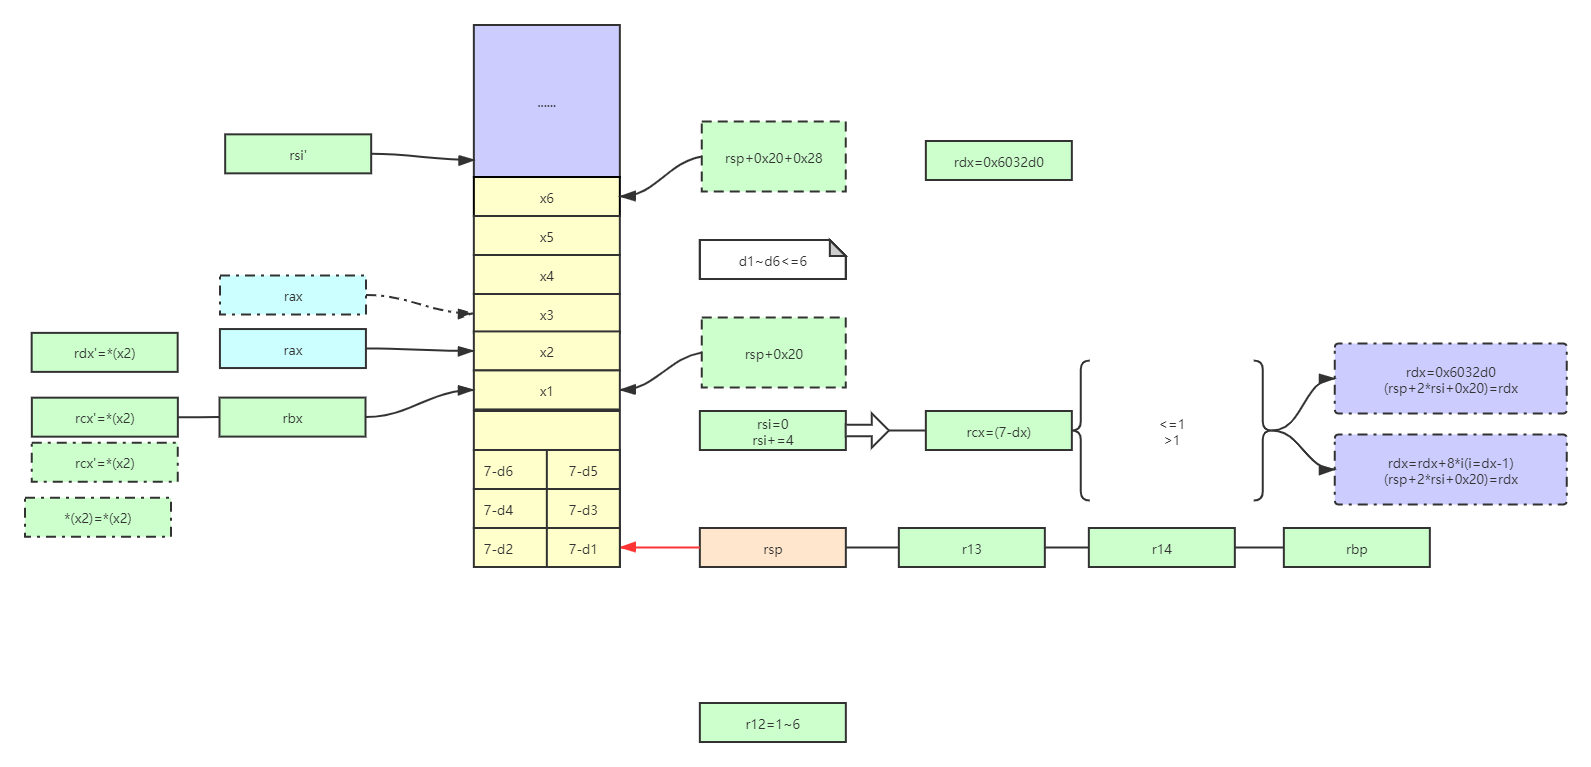 ......
rsi'
rsp+0x20+0x28
rdx=0x6032d0
x6
x5
d1~d6<=6
x4
rax
x3
rsp+0x20
rdx'=*(x2)
rax
x2
rcx'=*(x2)
rbx
x1
rsi=0
rsi+=4
rcx=(7-dx)
<=1
>1
rdx=0x6032d0
(rsp+2*rsi+0x20)=rdx
rcx'=*(x2)
7-d6
7-d5
rdx=rdx+8*i(i=dx-1)
(rsp+2*rsi+0x20)=rdx
*(x2)=*(x2)
7-d4
7-d3
7-d2
7-d1
rsp
r13
r14
rbp
r12=1~6